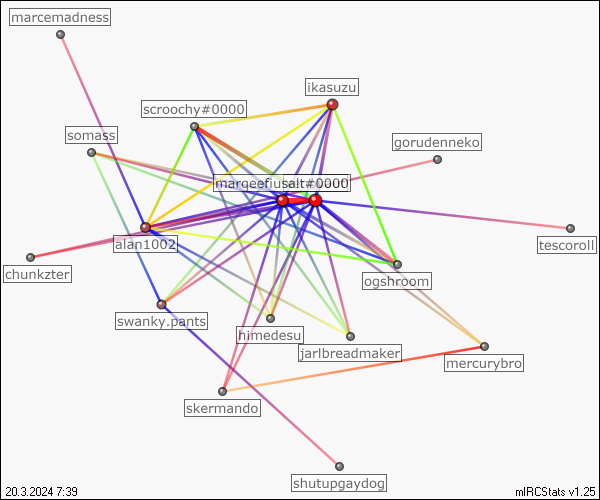 marcemadness
ikasuzu
scroochy#0000
somass
gorudenneko
salt#0000
alan1002
tescoroll
chunkzter
ogshroom
swanky.pants
himedesu
jarlbreadmaker
mercurybro
skermando
shutupgaydog
20.3.2024 7:39
mIRCStats v1.25